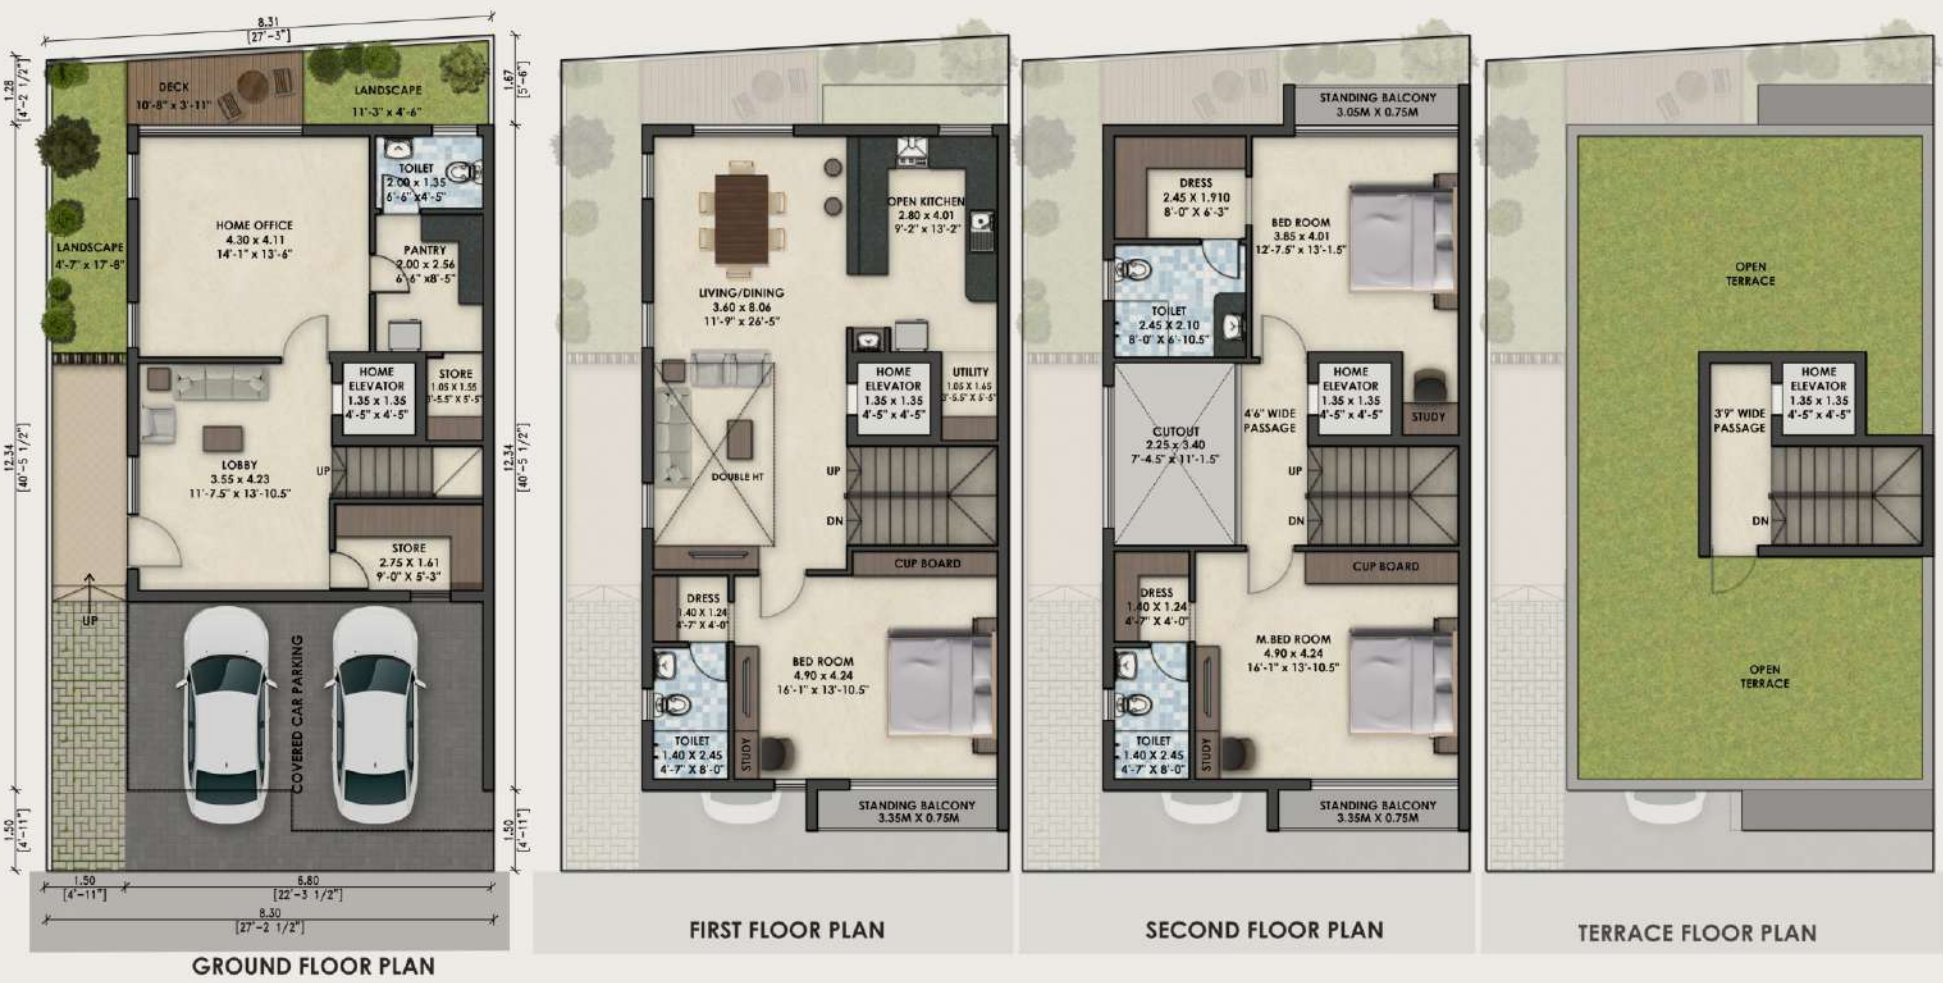 8.31
[27'-3"]
1.28
[4'-2 1/2"]
1.67
[5'-6"]
DECK
10'-8" x 3'-11"
LANDSCAPE
11'-3" x 4'-6"
TOILET
2.00 x 1.35
6'-6" x4'-5"
HOME OFFICE
4.30 x 4.11
14'-1" x 13'-6"
LANDSCAPE
4'-7" x 17'-8"
PANTRY
2.00 x 2.56
6'-6" x8'-5"
HOME
ELEVATOR
1.35 x 1.35
4'-5" x 4'-5"
STORE
1.05 X 1.55
3'-5.5" X 5'-5"
LOBBY
3.55 x 4.23
11'-7.5" x 13'-10.5"
UP
12.34
[40'-5 1/2"]
12.34
[40'-5 1/2"]
STORE
2.75 X 1.61
9'-0" X 5'-3"
UP
COVERED CAR PARKING
1.50
[4'-11"]
1.50
[4'-11"]
1.50
[4'-11"]
6.80
[22'-3 1/2"]
8.30
[27'-2 1/2"]
GROUND FLOOR PLAN
OPEN KITCHEN
2.80 x 4.01
9'-2" x 13'-2"
LIVING/DINING
3.60 x 8.06
11'-9" x 26'-5"
HOME
ELEVATOR
1.35 x 1.35
4'-5" x 4'-5"
UTILITY
1.05 X 1.65
3'-5.5" X 5'-5"
DOUBLE HT
UP
DN
CUP BOARD
DRESS
1.40 X 1.24
4'-7" X 4'-0"
BED ROOM
4.90 x 4.24
16'-1" x 13'-10.5"
TOILET
1.40 X 2.45
4'-7" X 8'-0"
STUDY
STANDING BALCONY
3.35M X 0.75M
FIRST FLOOR PLAN
STANDING BALCONY
3.05M X 0.75M
DRESS
2.45 X 1.910
8'-0" X 6'-3"
BED ROOM
3.85 x 4.01
12'-7.5" x 13'-1.5"
TOILET
2.45 X 2.10
8'-0" X 6'-10.5"
HOME
ELEVATOR
1.35 x 1.35
4'-5" x 4'-5"
STUDY
4'6" WIDE
PASSAGE
CUTOUT
2.25 x 3.40
7'-4.5" x 11'-1.5"
UP
DN
CUP BOARD
DRESS
1.40 X 1.24
4'-7" X 4'-0"
M.BED ROOM
4.90 x 4.24
16'-1" x 13'-10.5"
TOILET
1.40 X 2.45
4'-7" X 8'-0"
STUDY
STANDING BALCONY
3.35M X 0.75M
SECOND FLOOR PLAN
OPEN
TERRACE
HOME
ELEVATOR
1.35 x 1.35
4'-5" x 4'-5"
3'9" WIDE
PASSAGE
DN
OPEN
TERRACE
TERRACE FLOOR PLAN